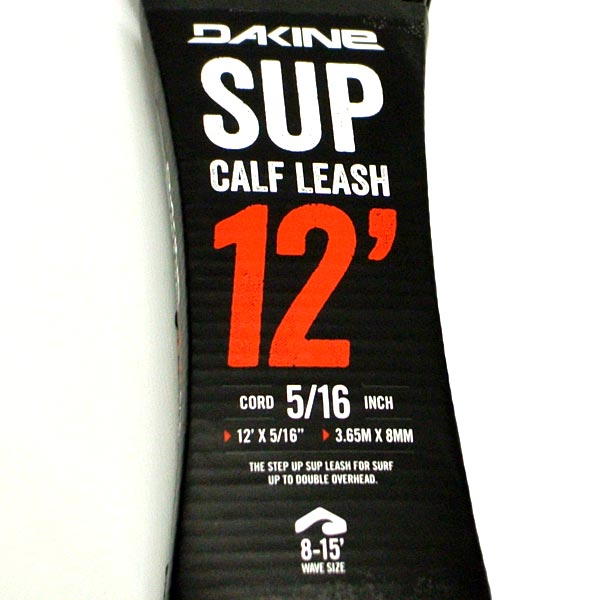 DAKINE
SUP
CALF LEASH
12'
CORD 5/16 INCH
12' X 5/16" 3.65M X 8MM
THE STEP UP SUP LEASH FOR SURF
UP TO DOUBLE OVERHEAD.
8-15'
WAVE SIZE